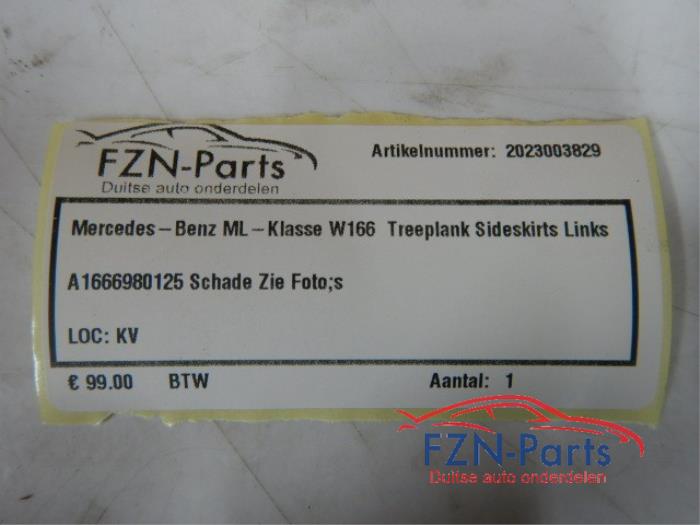 FZN-Parts
Duitse auto onderdelen
Artikelnummer: 2023003829
Mercedes-Benz ML-Klasse W166 Treeplank Sideskirts Links
A1666980125 Schade Zie Foto;s
LOC: KV
€ 99.00 BTW Aantal: 1
FZN-Parts
Duitse auto onderdelen